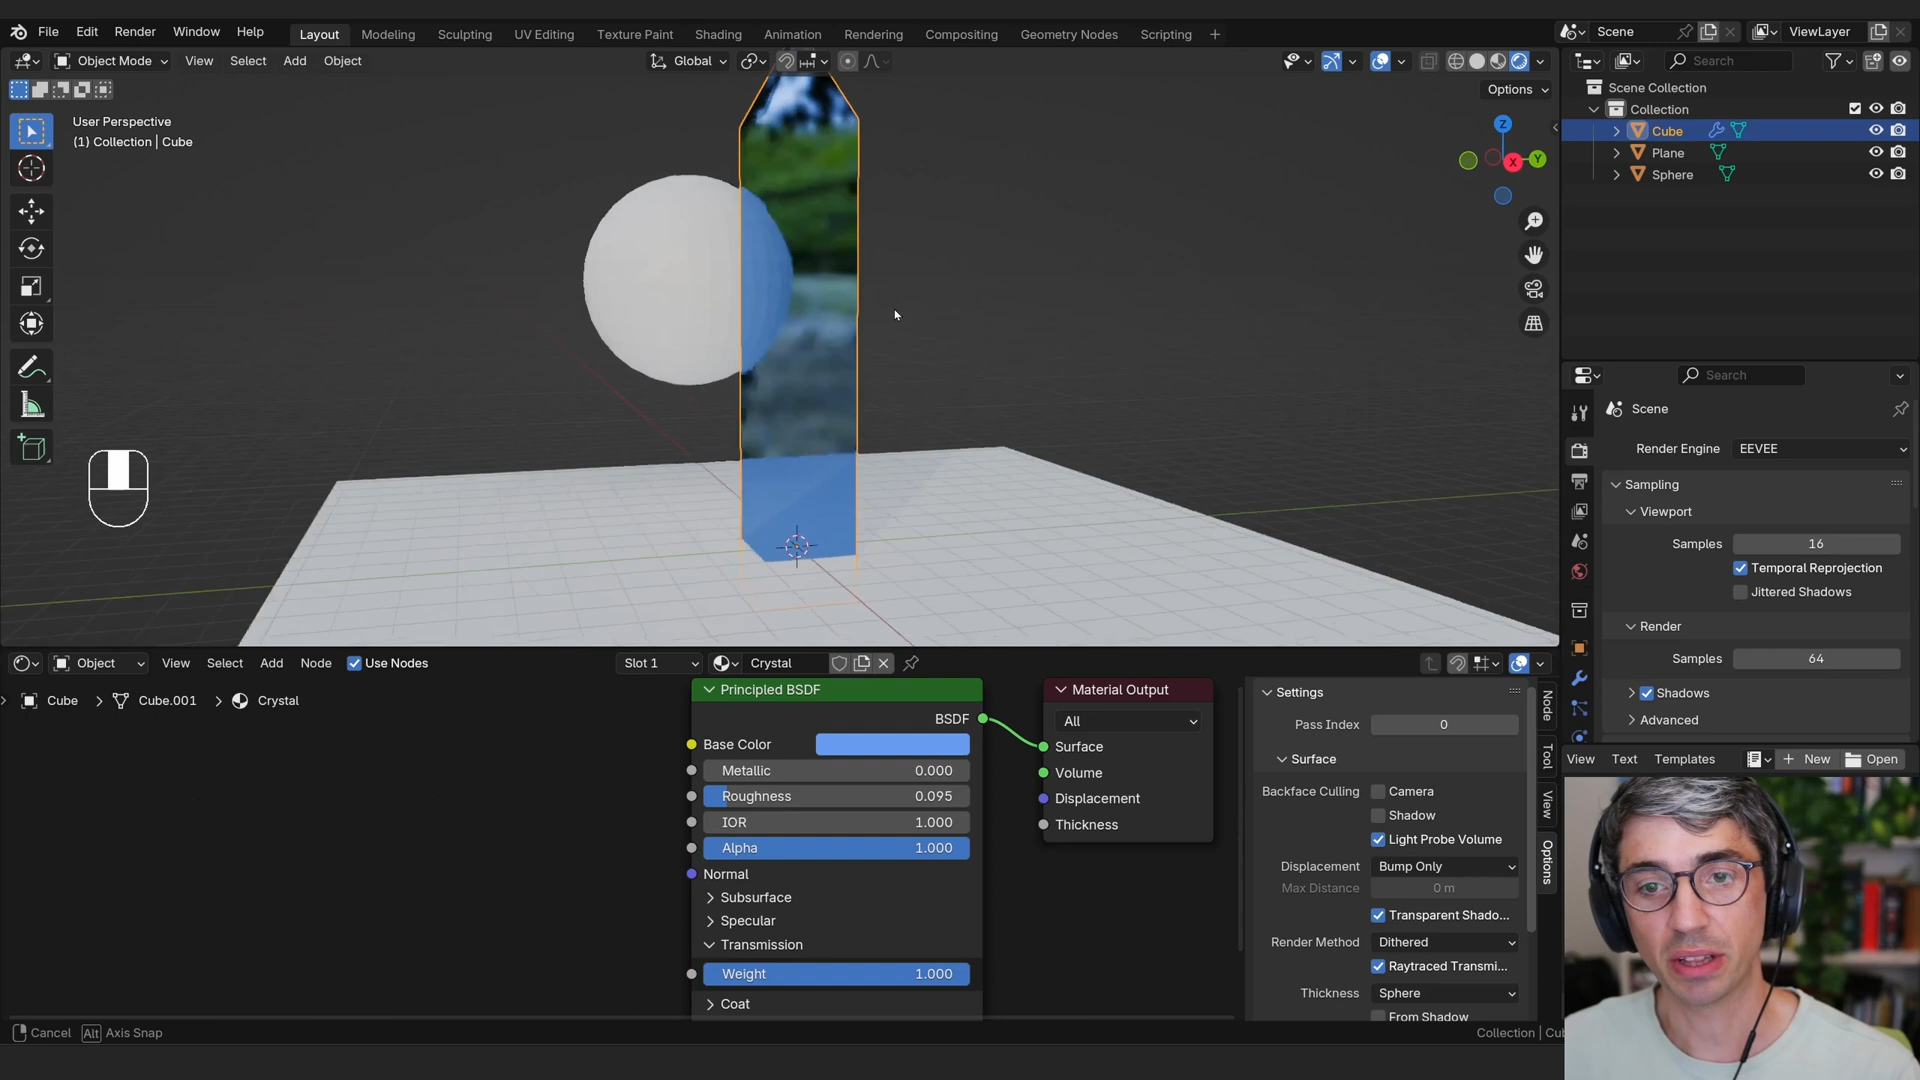 File Edit Render Window Help Layout Modeling Sculpting UV Editing Texture Paint Shading Animation Rendering Compositing Geometry Nodes Scripting + Scene ViewLayer
Object Mode View Select Add Object Global Search
Options
User Perspective
(1) Collection | Cube
Z
X
Y
Scene Collection
Collection
Cube
Plane
Sphere
Search
Scene
Render Engine EEVEE
Sampling
Viewport
Samples 16
Temporal Reprojection
Jittered Shadows
Render
Samples 64
Shadows
Advanced
View Text Templates + New Open
Object View Select Add Node Use Nodes Slot 1 Crystal
Cube > Cube.001 > Crystal
Principled BSDF
BSDF
Base Color
Metallic 0.000
Roughness 0.095
IOR 1.000
Alpha 1.000
Normal
Subsurface
Specular
Transmission
Weight 1.000
Coat
Material Output
All
Surface
Volume
Displacement
Thickness
Settings
Pass Index 0
Surface
Backface Culling Camera
Shadow
Light Probe Volume
Displacement Bump Only
Max Distance 0 m
Transparent Shado...
Render Method Dithered
Raytraced Transmi...
Thickness Sphere
From Shadow
Node
Tool
View
Options
Cancel Alt Axis Snap
Collection | Cu